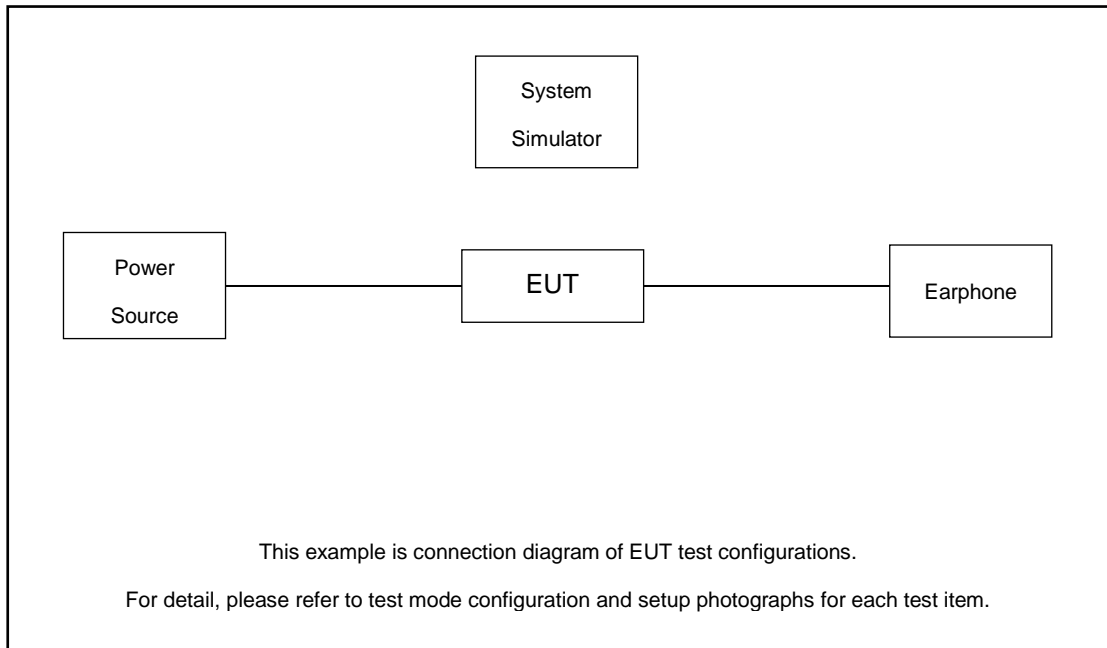 System
Simulator
Power
Source
EUT
Earphone
This example is connection diagram of EUT test configurations.
For detail, please refer to test mode configuration and setup photographs for each test item.